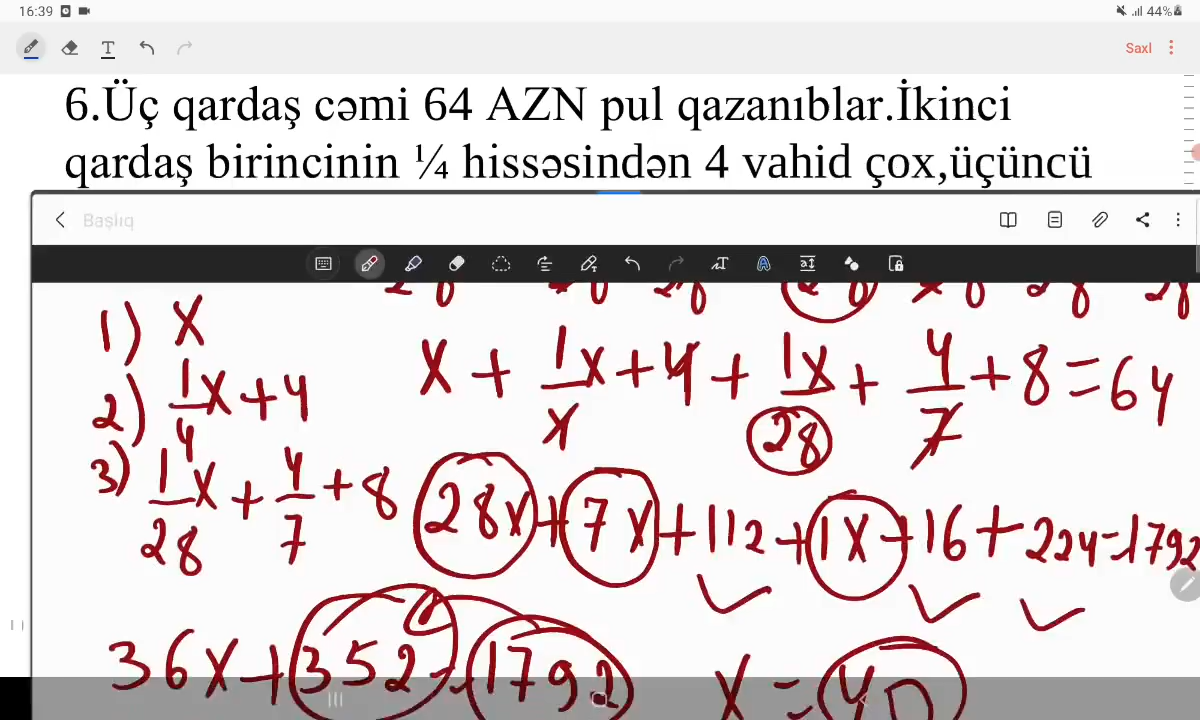 16:39 44%
Saxl
6.Üç qardaş cəmi 64 AZN pul qazanıblar.İkinci
qardaş birincinin ¼ hissəsindən 4 vahid çox,üçüncü
Başlıq
1) x
x + 1/x x + 4 + 1x/28 + 4/7 + 8 = 64
2) 1/4 x + 4
3) 1/28 x + 4/7 + 8
28x + 7x + 112 + 1x + 16 + 224 = 1792
36x + 352 = 1792
x = 40